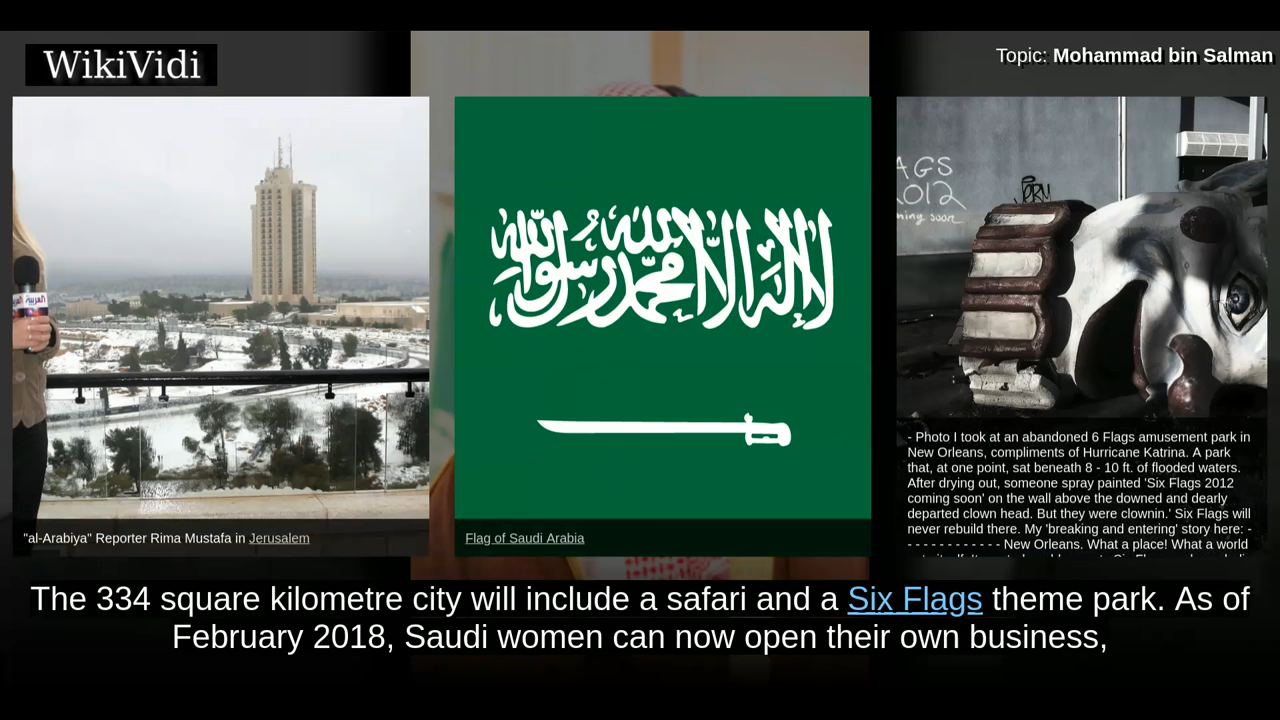 WikiVidi
Topic: Mohammad bin Salman
العربية
"al-Arabiya" Reporter Rima Mustafa in Jerusalem
لا إله إلا الله محمد رسول الله
Flag of Saudi Arabia
AGS
2012
ming soon
- Photo I took at an abandoned 6 Flags amusement park in
New Orleans, compliments of Hurricane Katrina. A park
that, at one point, sat beneath 8 - 10 ft. of flooded waters.
After drying out, someone spray painted 'Six Flags 2012
coming soon' on the wall above the downed and dearly
departed clown head. But they were clownin.' Six Flags will
never rebuild there. My 'breaking and entering' story here: -
- - - - - - - - - - - - New Orleans. What a place! What a world
The 334 square kilometre city will include a safari and a Six Flags theme park. As of
February 2018, Saudi women can now open their own business,